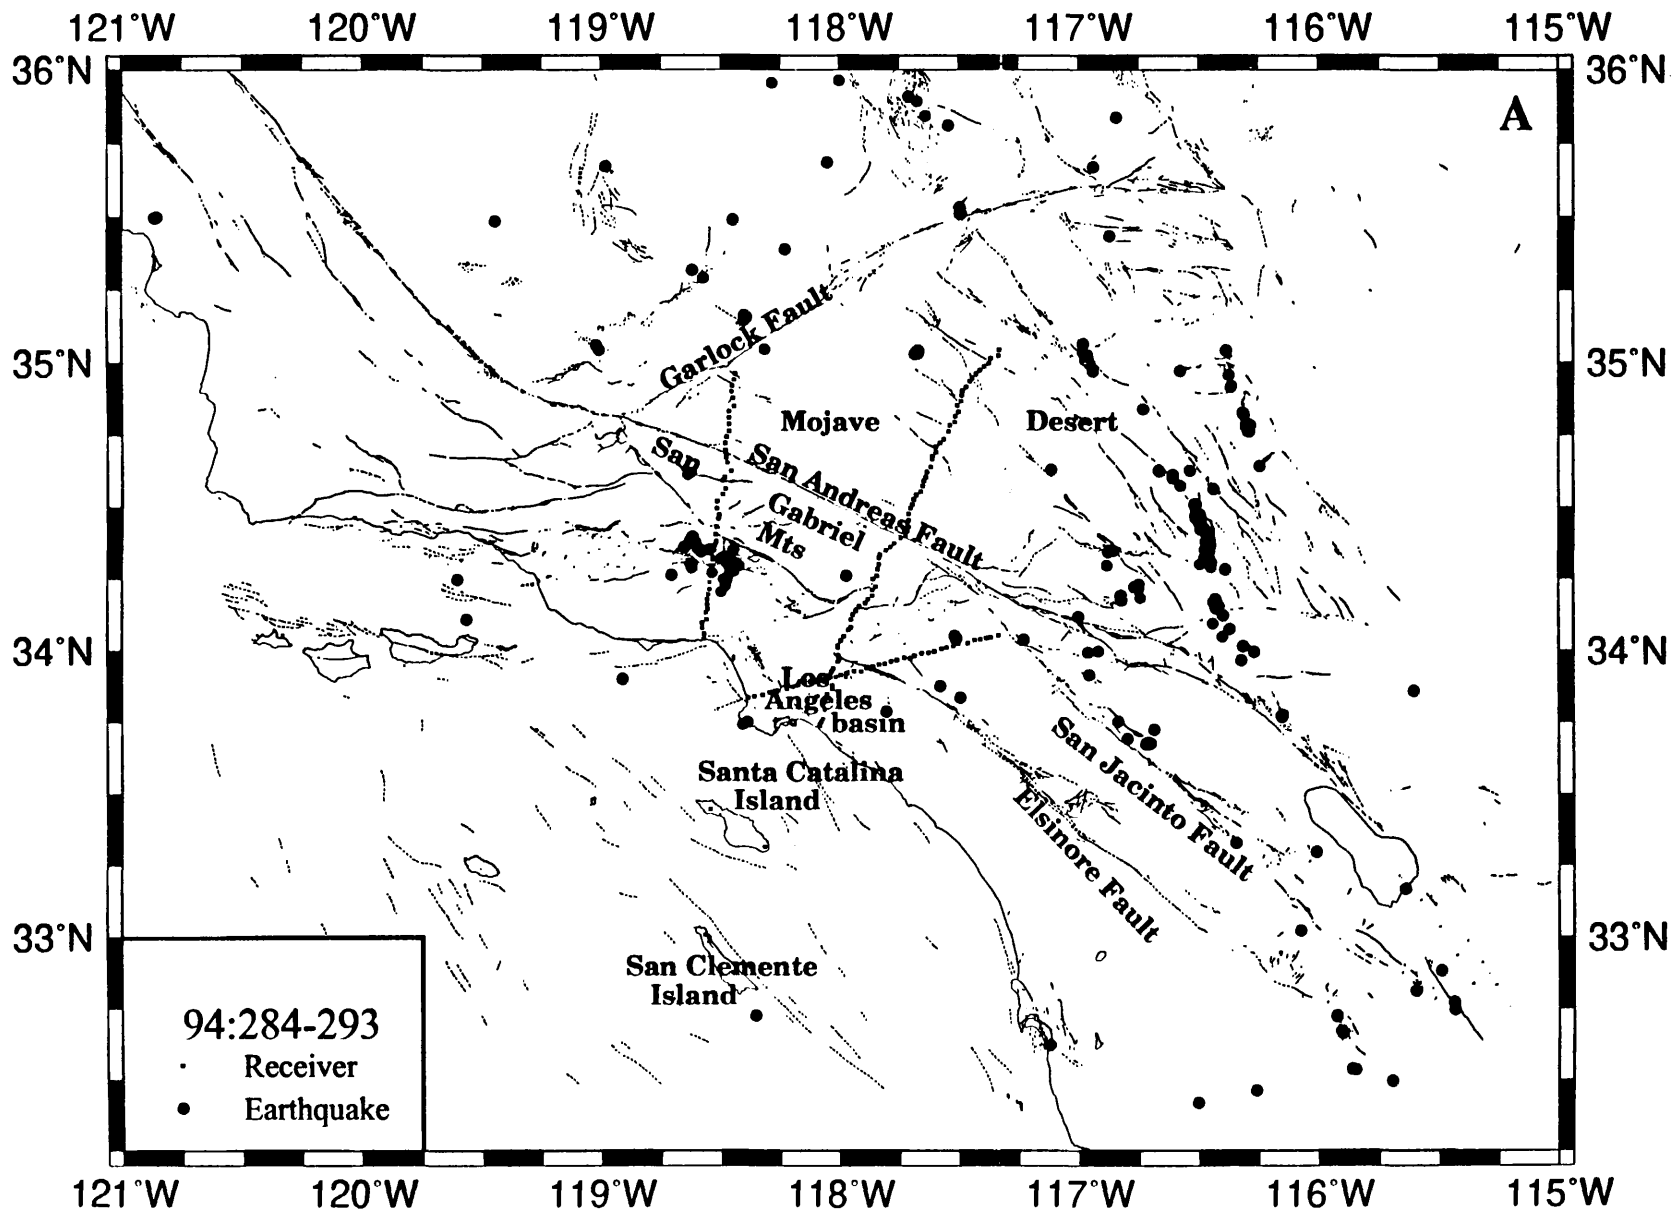 121°W 120°W 119°W 118°W 117°W 116°W 115°W
36°N 36°N
A
Garlock Fault
35°N 35°N
Mojave Desert
San Gabriel Mts
San Andreas Fault
34°N 34°N
Los
Angeles
basin
San Jacinto Fault
Santa Catalina
Island
Elsinore Fault
33°N 33°N
San Clemente
Island
94:284-293
Receiver
Earthquake
121°W 120°W 119°W 118°W 117°W 116°W 115°W